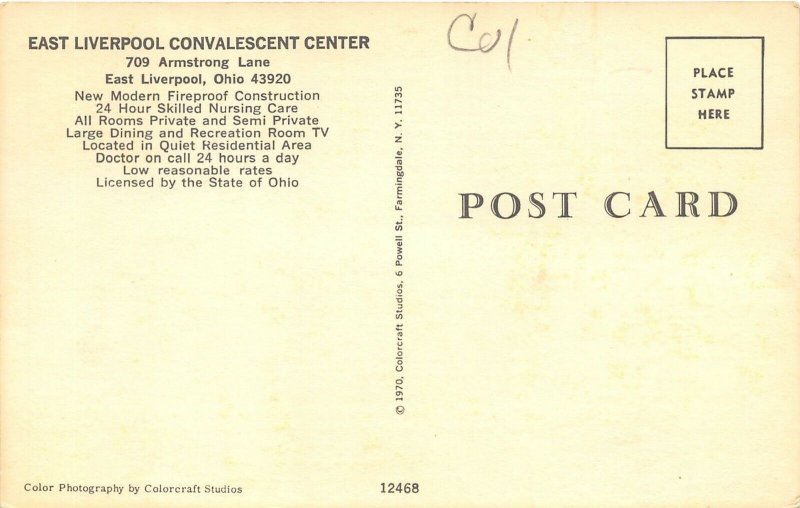 EAST LIVERPOOL CONVALESCENT CENTER
709 Armstrong Lane
East Liverpool, Ohio 43920
New Modern Fireproof Construction
24 Hour Skilled Nursing Care
All Rooms Private and Semi Private
Large Dining and Recreation Room TV
Located in Quiet Residential Area
Doctor on call 24 hours a day
Low reasonable rates
Licensed by the State of Ohio
Color Photography by Colorcraft Studios
© 1970, Colorcraft Studios, 6 Powell St., Farmingdale, N. Y. 11735
12468
PLACE
STAMP
HERE
POST CARD